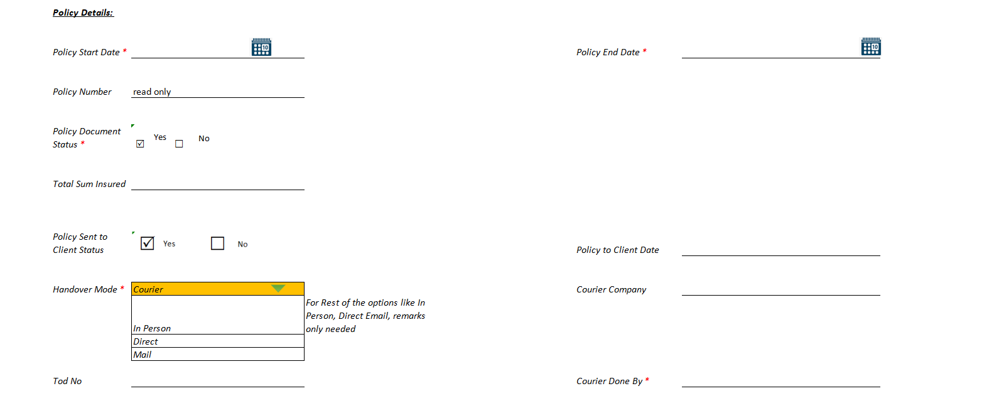 Policy Details:
Policy Start Date *
10
Policy End Date *
10
Policy Number
read only
Policy Document
Status *
Yes
No
Total Sum Insured
Policy Sent to
Client Status
Yes
No
Policy to Client Date
Handover Mode *
Courier
Courier Company
For Rest of the options like In
Person, Direct Email, remarks
only needed
In Person
Direct
Mail
Tod No
Courier Done By *